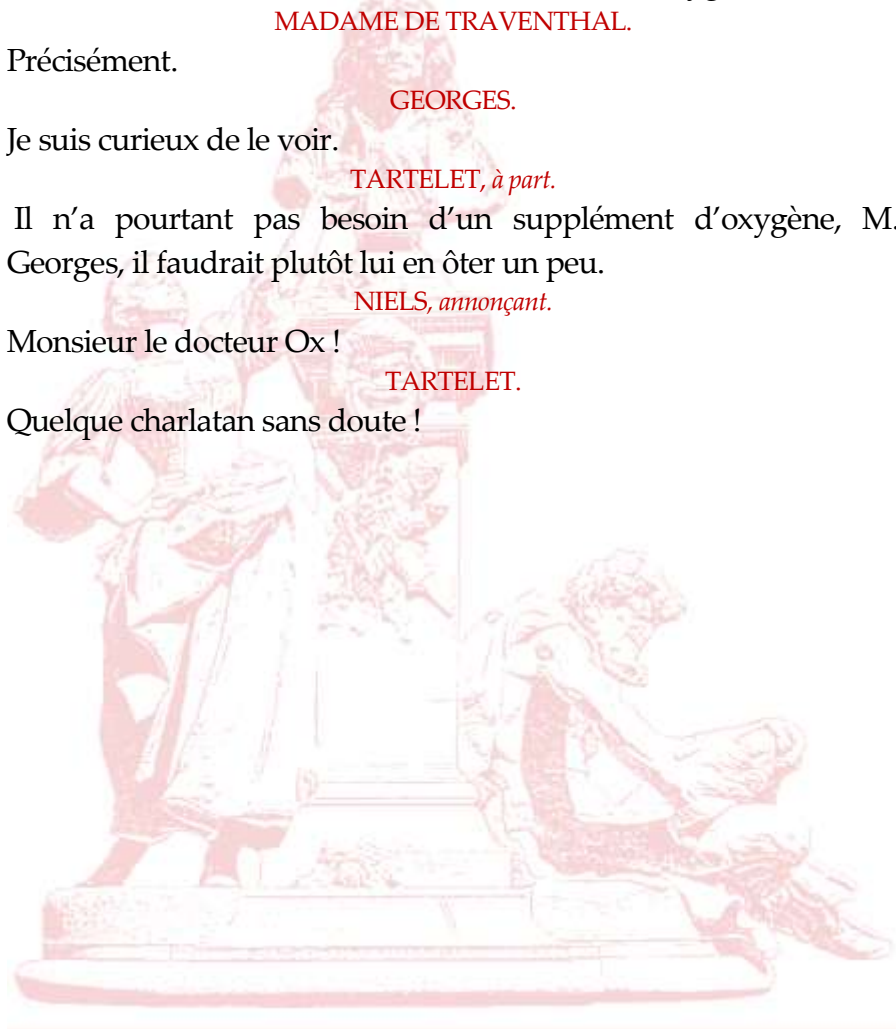 MADAME DE TRAVENTHAL.
Précisément.
GEORGES.
Je suis curieux de le voir.
TARTELET, à part.
Il n’a pourtant pas besoin d’un supplément d’oxygène, M.
Georges, il faudrait plutôt lui en ôter un peu.
NIELS, annonçant.
Monsieur le docteur Ox !
TARTELET.
Quelque charlatan sans doute !